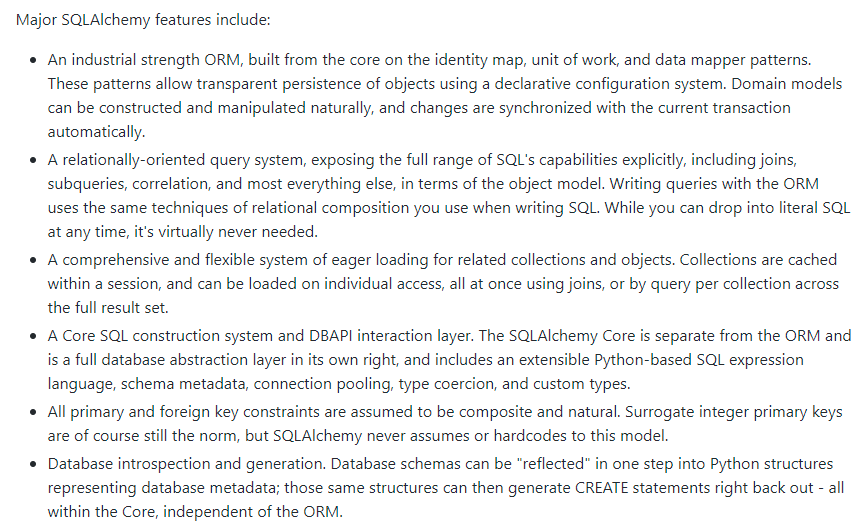 Major SQLAlchemy features include:
• An industrial strength ORM, built from the core on the identity map, unit of work, and data mapper patterns.
These patterns allow transparent persistence of objects using a declarative configuration system. Domain models
can be constructed and manipulated naturally, and changes are synchronized with the current transaction
automatically.
• A relationally-oriented query system, exposing the full range of SQL's capabilities explicitly, including joins,
subqueries, correlation, and most everything else, in terms of the object model. Writing queries with the ORM
uses the same techniques of relational composition you use when writing SQL. While you can drop into literal SQL
at any time, it's virtually never needed.
• A comprehensive and flexible system of eager loading for related collections and objects. Collections are cached
within a session, and can be loaded on individual access, all at once using joins, or by query per collection across
the full result set.
• A Core SQL construction system and DBAPI interaction layer. The SQLAlchemy Core is separate from the ORM and
is a full database abstraction layer in its own right, and includes an extensible Python-based SQL expression
language, schema metadata, connection pooling, type coercion, and custom types.
• All primary and foreign key constraints are assumed to be composite and natural. Surrogate integer primary keys
are of course still the norm, but SQLAlchemy never assumes or hardcodes to this model.
• Database introspection and generation. Database schemas can be "reflected" in one step into Python structures
representing database metadata; those same structures can then generate CREATE statements right back out - all
within the Core, independent of the ORM.